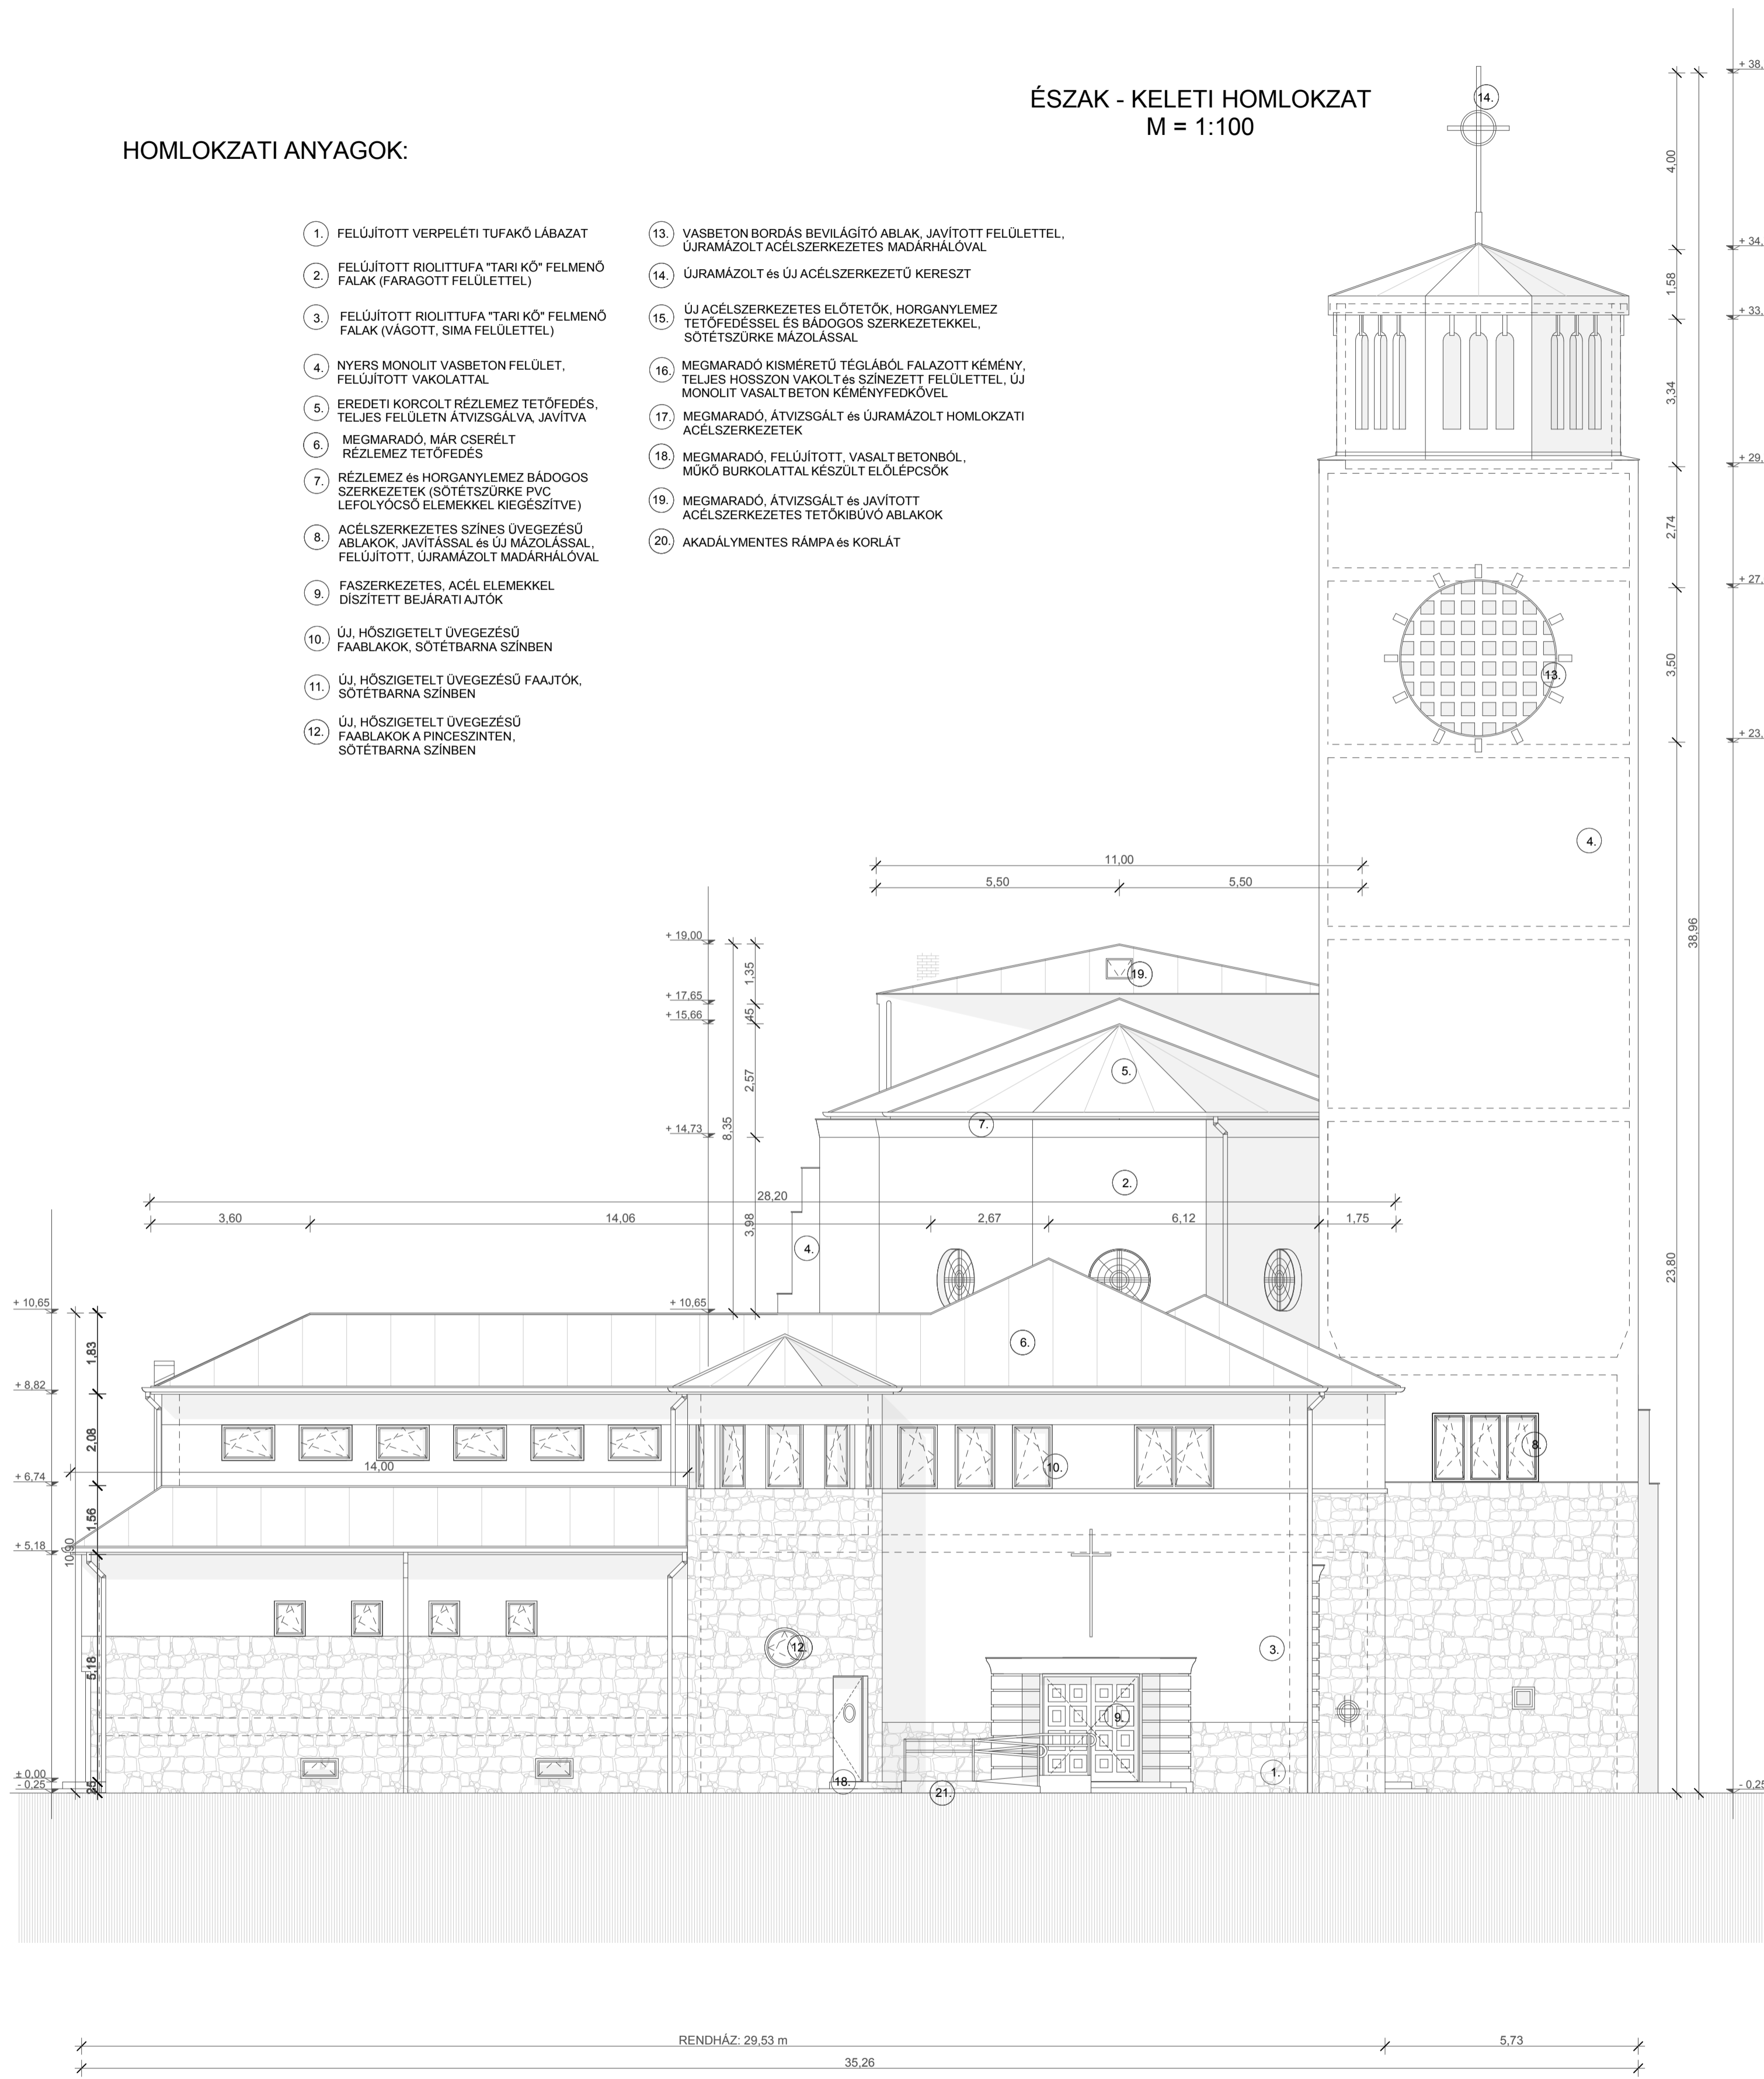 ÉSZAK - KELETI HOMLOKZAT
M = 1:100
HOMLOKZATI ANYAGOK:
1. FELÚJÍTOTT VERPELÉTI TUFAKŐ LÁBAZAT
2. FELÚJÍTOTT RIOLITTUFA "TARI KŐ" FELMENŐ
FALAK (FARAGOTT FELÜLETTEL)
3. FELÚJÍTOTT RIOLITTUFA "TARI KŐ" FELMENŐ
FALAK (VÁGOTT, SIMA FELÜLETTEL)
4. NYERS MONOLIT VASBETON FELÜLET,
FELÚJÍTOTT VAKOLATTAL
5. EREDETI KORCOLT RÉZLEMEZ TETŐFEDÉS,
TELJES FELÜLETN ÁTVIZSGÁLVA, JAVÍTVA
6. MEGMARADÓ, MÁR CSERÉLT
RÉZLEMEZ TETŐFEDÉS
7. RÉZLEMEZ és HORGANYLEMEZ BÁDOGOS
SZERKEZETEK (SÖTÉTSZÜRKE PVC
LEFOLYÓCSŐ ELEMEKKEL KIEGÉSZÍTVE)
8. ACÉLSZERKEZETES SZÍNES ÜVEGEZÉSŰ
ABLAKOK, JAVÍTÁSSAL és ÚJ MÁZOLÁSSAL,
FELÚJÍTOTT, ÚJRAMÁZOLT MADÁRHÁLÓVAL
9. FASZERKEZETES, ACÉL ELEMEKKEL
DÍSZÍTETT BEJÁRATI AJTÓK
10. ÚJ, HŐSZIGETELT ÜVEGEZÉSŰ
FAABLAKOK, SÖTÉTBARNA SZÍNBEN
11. ÚJ, HŐSZIGETELT ÜVEGEZÉSŰ FAAJTÓK,
SÖTÉTBARNA SZÍNBEN
12. ÚJ, HŐSZIGETELT ÜVEGEZÉSŰ
FAABLAKOK A PINCESZINTEN,
SÖTÉTBARNA SZÍNBEN
13. VASBETON BORDÁS BEVILÁGÍTÓ ABLAK, JAVÍTOTT FELÜLETTEL,
ÚJRAMÁZOLT ACÉLSZERKEZETES MADÁRHÁLÓVAL
14. ÚJRAMÁZOLT és ÚJ ACÉLSZERKEZETŰ KERESZT
15. ÚJ ACÉLSZERKEZETES ELŐTETŐK, HORGANYLEMEZ
TETŐFEDÉSSEL ÉS BÁDOGOS SZERKEZETEKKEL,
SÖTÉTSZÜRKE MÁZOLÁSSAL
16. MEGMARADÓ KISMÉRETŰ TÉGLÁBÓL FALAZOTT KÉMÉNY,
TELJES HOSSZON VAKOLT és SZÍNEZETT FELÜLETTEL, ÚJ
MONOLIT VASALT BETON KÉMÉNYFEDKŐVEL
17. MEGMARADÓ, ÁTVIZSGÁLT és ÚJRAMÁZOLT HOMLOKZATI
ACÉLSZERKEZETEK
18. MEGMARADÓ, FELÚJÍTOTT, VASALT BETONBÓL,
MŰKŐ BURKOLATTAL KÉSZÜLT ELŐLÉPCSŐK
19. MEGMARADÓ, ÁTVIZSGÁLT és JAVÍTOTT
ACÉLSZERKEZETES TETŐKIBÚVÓ ABLAKOK
20. AKADÁLYMENTES RÁMPA és KORLÁT
14.
13.
4.
+ 38,
+ 34,
+ 33,
+ 29,
+ 27,
+ 23,
- 0,25
4,00
1,58
3,34
2,74
3,50
23,80
38,96
11,00
5,50
5,50
+ 19,00
+ 17,65
+ 15,66
+ 14,73
+ 10,65
1,35
45
2,57
3,98
8,35
19.
5.
7.
2.
4.
28,20
3,60
14,06
2,67
6,12
1,75
+ 10,65
+ 8,82
+ 6,74
+ 5,18
± 0,00
- 0,25
1,83
2,08
1,56
5,18
25
10,90
14,00
6.
10.
8.
12.
3.
9.
18.
21.
1.
RENDHÁZ: 29,53 m
5,73
35,26